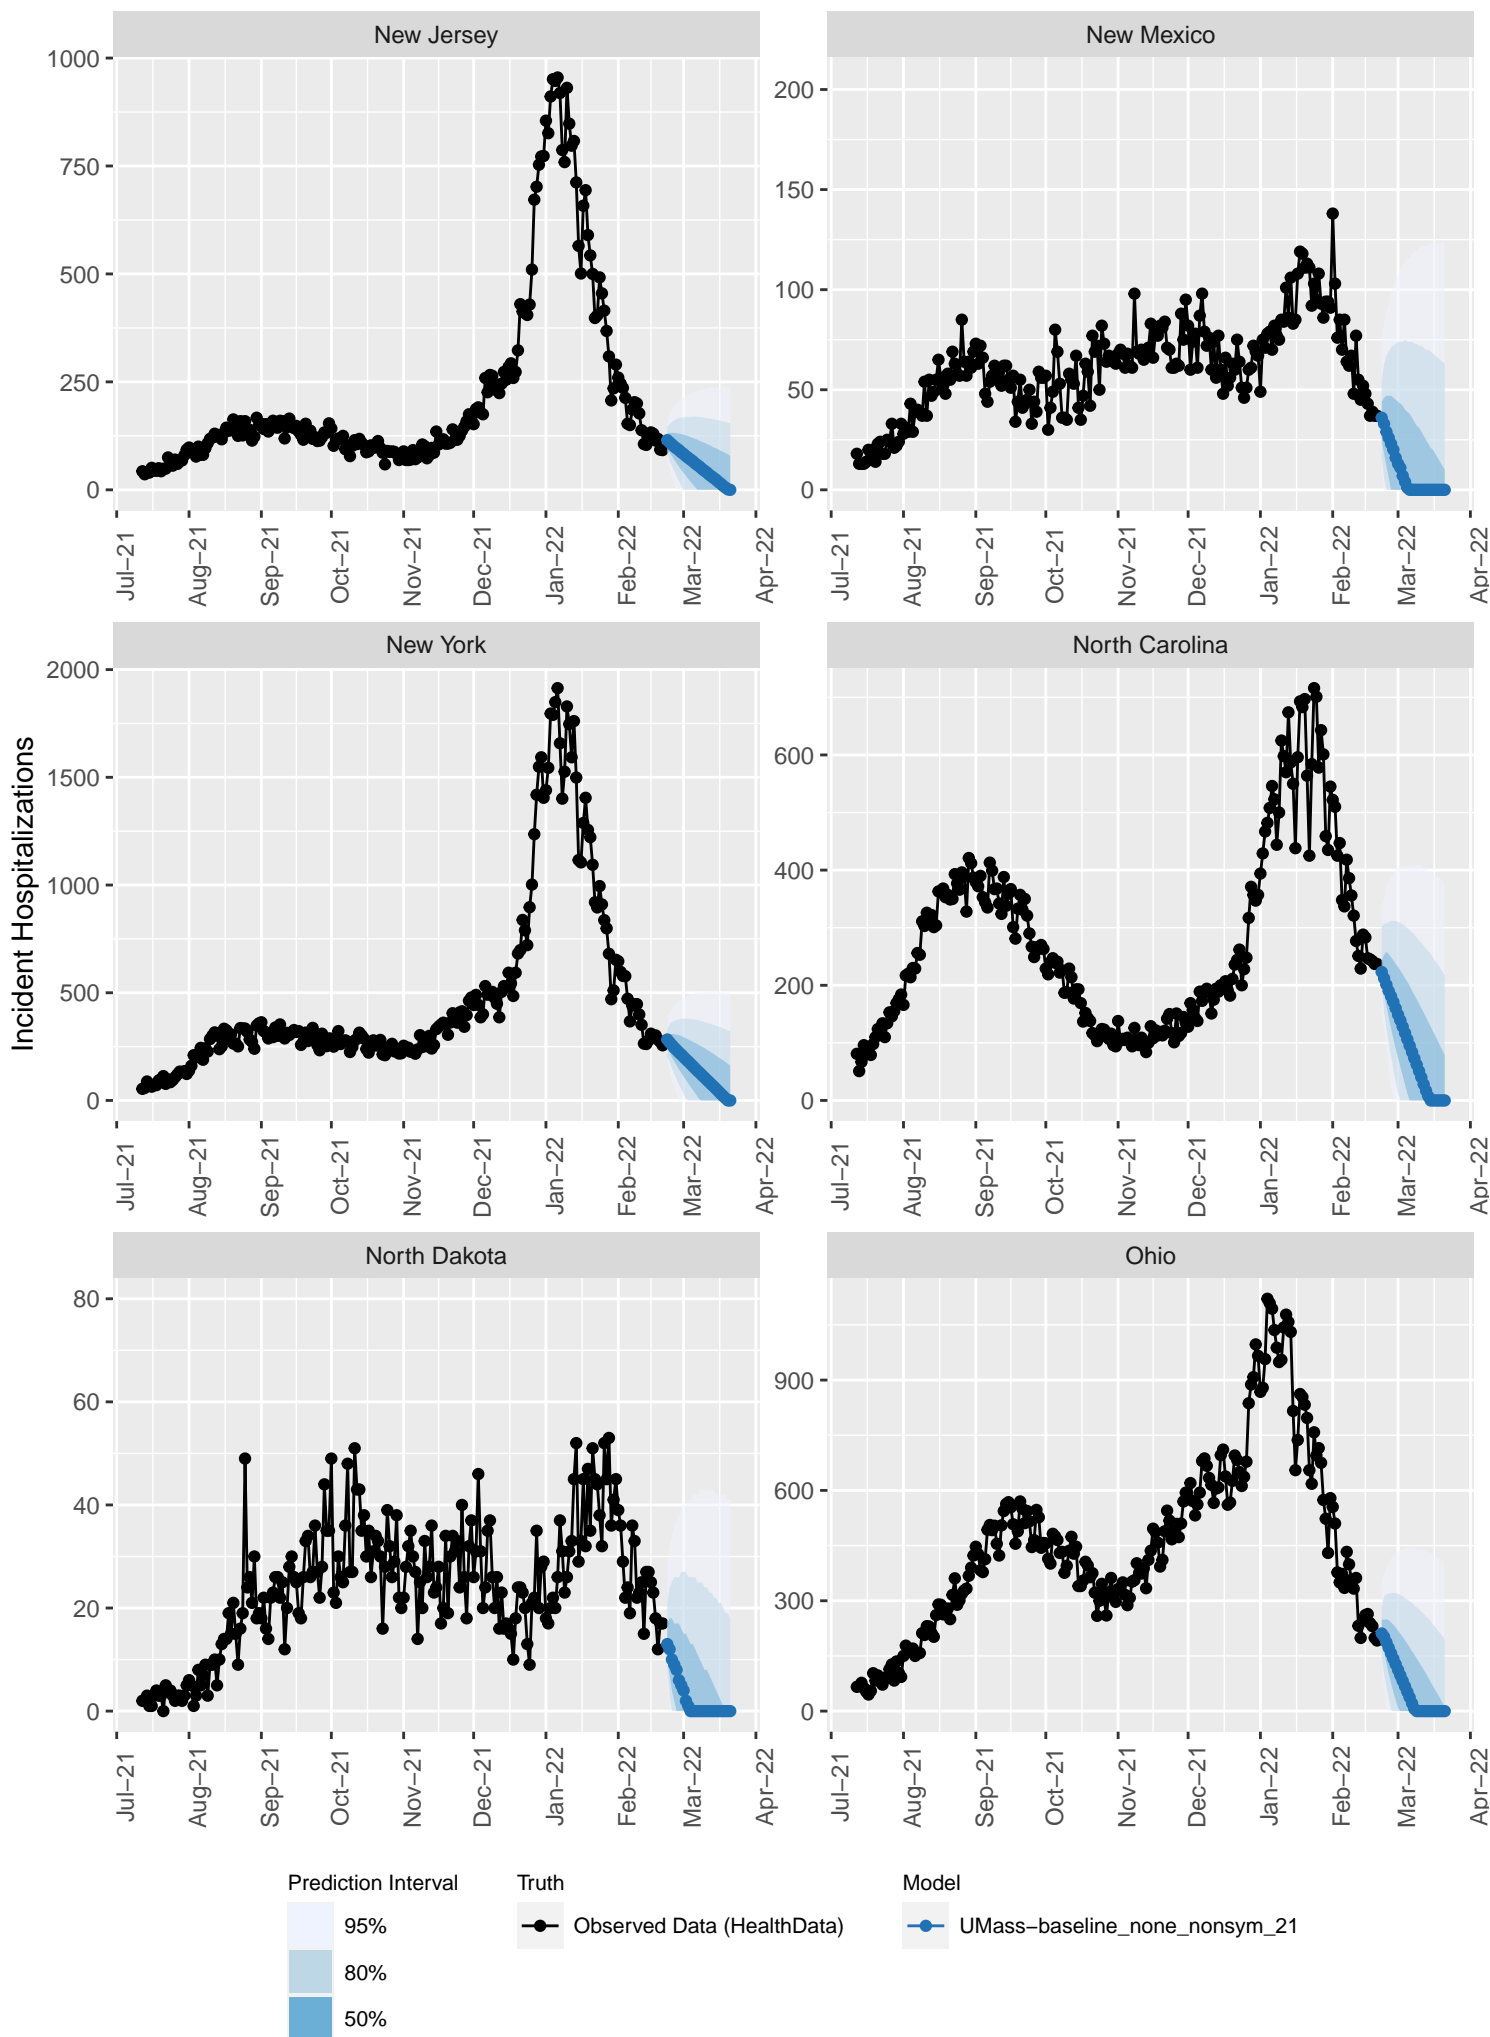 New Jersey
New Mexico
1000
750
500
250
0
200
150
100
50
0
Jul−21
Aug−21
Sep−21
Oct−21
Nov−21
Dec−21
Jan−22
Feb−22
Mar−22
Apr−22
Jul−21
Aug−21
Sep−21
Oct−21
Nov−21
Dec−21
Jan−22
Feb−22
Mar−22
Apr−22
Incident Hospitalizations
New York
North Carolina
2000
1500
1000
500
0
600
400
200
0
Jul−21
Aug−21
Sep−21
Oct−21
Nov−21
Dec−21
Jan−22
Feb−22
Mar−22
Apr−22
Jul−21
Aug−21
Sep−21
Oct−21
Nov−21
Dec−21
Jan−22
Feb−22
Mar−22
Apr−22
North Dakota
Ohio
80
60
40
20
0
900
600
300
0
Jul−21
Aug−21
Sep−21
Oct−21
Nov−21
Dec−21
Jan−22
Feb−22
Mar−22
Apr−22
Jul−21
Aug−21
Sep−21
Oct−21
Nov−21
Dec−21
Jan−22
Feb−22
Mar−22
Apr−22
Prediction Interval
95%
80%
50%
Truth
Observed Data (HealthData)
Model
UMass−baseline_none_nonsym_21